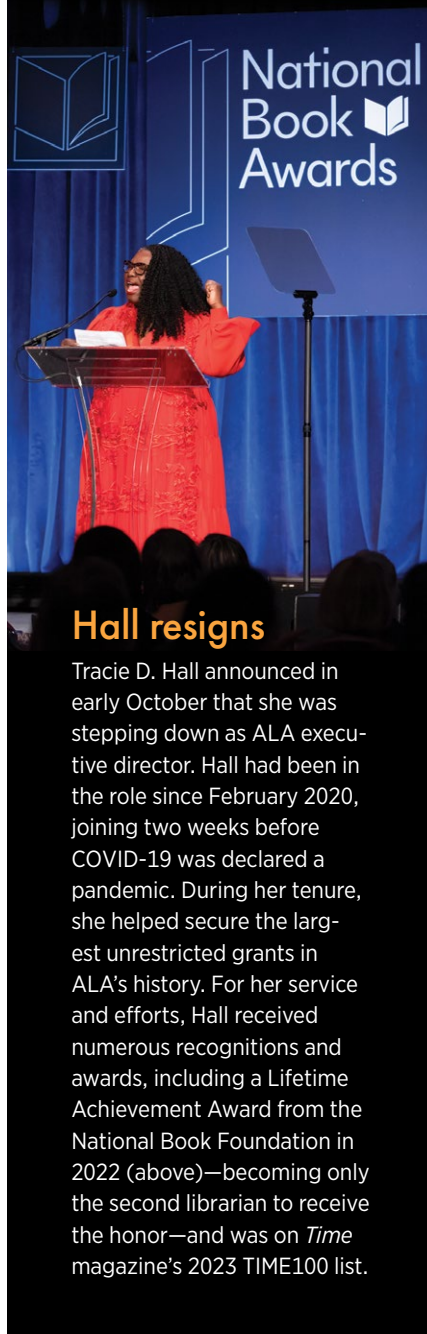 National
Book
Awards
Hall resigns
Tracie D. Hall announced in
early October that she was
stepping down as ALA execu-
tive director. Hall had been in
the role since February 2020,
joining two weeks before
COVID-19 was declared a
pandemic. During her tenure,
she helped secure the larg-
est unrestricted grants in
ALA’s history. For her service
and efforts, Hall received
numerous recognitions and
awards, including a Lifetime
Achievement Award from the
National Book Foundation in
2022 (above)—becoming only
the second librarian to receive
the honor—and was on Time
magazine’s 2023 TIME100 list.